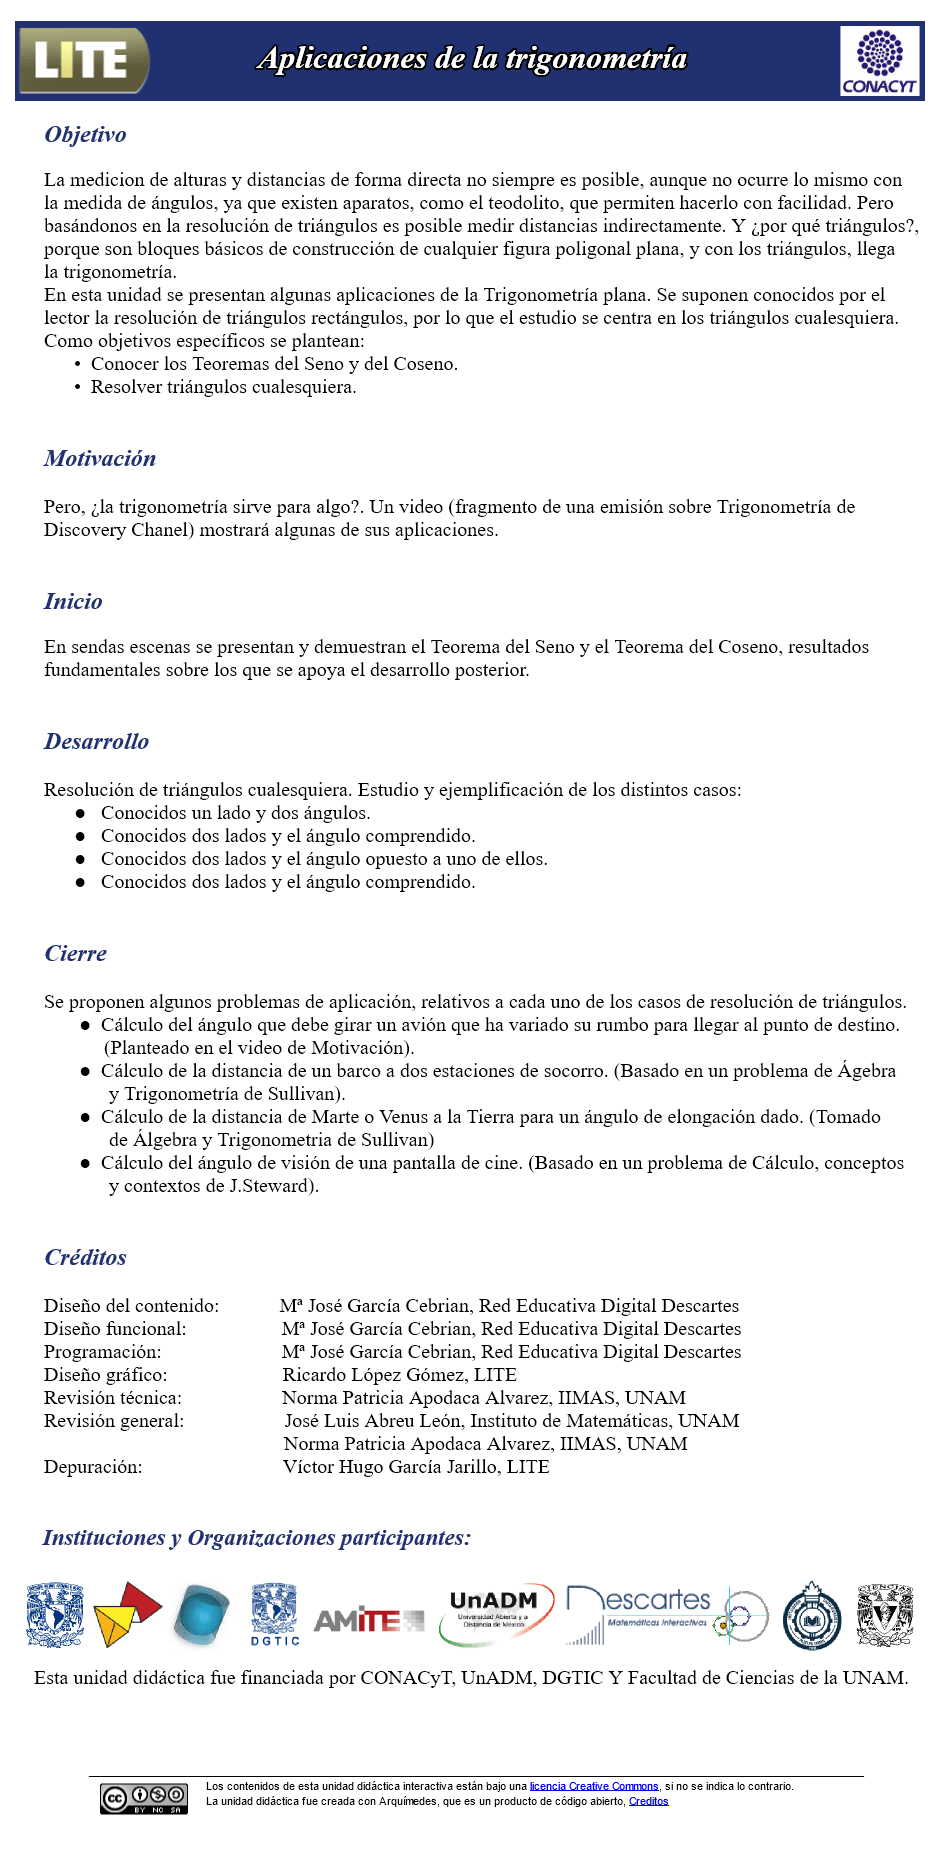 LITE
Aplicaciones de la trigonometría
CONACYT
Objetivo
La medicion de alturas y distancias de forma directa no siempre es posible, aunque no ocurre lo mismo con
la medida de ángulos, ya que existen aparatos, como el teodolito, que permiten hacerlo con facilidad. Pero
basándonos en la resolución de triángulos es posible medir distancias indirectamente. Y ¿por qué triángulos?,
porque son bloques básicos de construcción de cualquier figura poligonal plana, y con los triángulos, llega
la trigonometría.
En esta unidad se presentan algunas aplicaciones de la Trigonometría plana. Se suponen conocidos por el
lector la resolución de triángulos rectángulos, por lo que el estudio se centra en los triángulos cualesquiera.
Como objetivos específicos se plantean:
• Conocer los Teoremas del Seno y del Coseno.
• Resolver triángulos cualesquiera.
Motivación
Pero, ¿la trigonometría sirve para algo?. Un video (fragmento de una emisión sobre Trigonometría de
Discovery Chanel) mostrará algunas de sus aplicaciones.
Inicio
En sendas escenas se presentan y demuestran el Teorema del Seno y el Teorema del Coseno, resultados
fundamentales sobre los que se apoya el desarrollo posterior.
Desarrollo
Resolución de triángulos cualesquiera. Estudio y ejemplificación de los distintos casos:
● Conocidos un lado y dos ángulos.
● Conocidos dos lados y el ángulo comprendido.
● Conocidos dos lados y el ángulo opuesto a uno de ellos.
● Conocidos dos lados y el ángulo comprendido.
Cierre
Se proponen algunos problemas de aplicación, relativos a cada uno de los casos de resolución de triángulos.
● Cálculo del ángulo que debe girar un avión que ha variado su rumbo para llegar al punto de destino.
(Planteado en el video de Motivación).
● Cálculo de la distancia de un barco a dos estaciones de socorro. (Basado en un problema de Ágebra
y Trigonometría de Sullivan).
● Cálculo de la distancia de Marte o Venus a la Tierra para un ángulo de elongación dado. (Tomado
de Álgebra y Trigonometria de Sullivan)
● Cálculo del ángulo de visión de una pantalla de cine. (Basado en un problema de Cálculo, conceptos
y contextos de J.Steward).
Créditos
Diseño del contenido: Mª José García Cebrian, Red Educativa Digital Descartes
Diseño funcional: Mª José García Cebrian, Red Educativa Digital Descartes
Programación: Mª José García Cebrian, Red Educativa Digital Descartes
Diseño gráfico: Ricardo López Gómez, LITE
Revisión técnica: Norma Patricia Apodaca Alvarez, IIMAS, UNAM
Revisión general: José Luis Abreu León, Instituto de Matemáticas, UNAM
Norma Patricia Apodaca Alvarez, IIMAS, UNAM
Depuración: Víctor Hugo García Jarillo, LITE
Instituciones y Organizaciones participantes:
DGTIC
AMITE
UnADM
Universidad Abierta y a
Distancia de México
Descartes
Matemáticas interactivas
CIENCIAS
Esta unidad didáctica fue financiada por CONACyT, UnADM, DGTIC Y Facultad de Ciencias de la UNAM.
cc
BY NC SA
Los contenidos de esta unidad didáctica interactiva están bajo una licencia Creative Commons, si no se indica lo contrario.
La unidad didáctica fue creada con Arquímedes, que es un producto de código abierto, Creditos